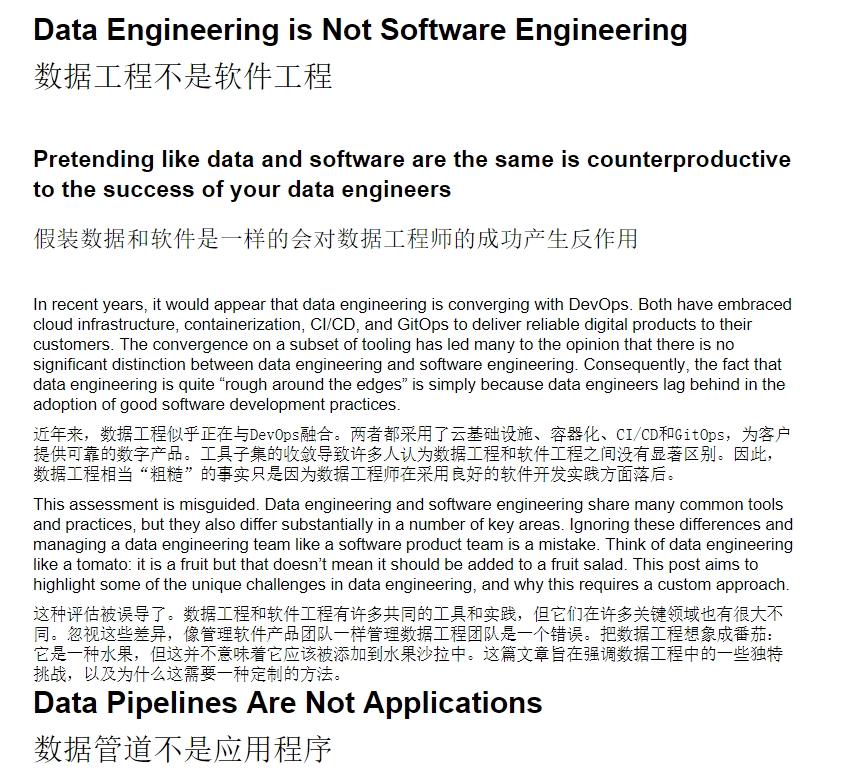 Data Engineering is Not Software Engineering
数据工程不是软件工程
Pretending like data and software are the same is counterproductive
to the success of your data engineers
假装数据和软件是一样的会对数据工程师的成功产生反作用
In recent years, it would appear that data engineering is converging with DevOps. Both have embraced
cloud infrastructure, containerization, CI/CD, and GitOps to deliver reliable digital products to their
customers. The convergence on a subset of tooling has led many to the opinion that there is no
significant distinction between data engineering and software engineering. Consequently, the fact that
data engineering is quite “rough around the edges” is simply because data engineers lag behind in the
adoption of good software development practices.
近年来，数据工程似乎正在与DevOps融合。两者都采用了云基础设施、容器化、CI/CD和GitOps，为客户
提供可靠的数字产品。工具子集的收敛导致许多人认为数据工程和软件工程之间没有显著区别。因此，
数据工程相当“粗糙”的事实只是因为数据工程师在采用良好的软件开发实践方面落后。
This assessment is misguided. Data engineering and software engineering share many common tools
and practices, but they also differ substantially in a number of key areas. Ignoring these differences and
managing a data engineering team like a software product team is a mistake. Think of data engineering
like a tomato: it is a fruit but that doesn’t mean it should be added to a fruit salad. This post aims to
highlight some of the unique challenges in data engineering, and why this requires a custom approach.
这种评估被误导了。数据工程和软件工程有许多共同的工具和实践，但它们在许多关键领域也有很大不
同。忽视这些差异，像管理软件产品团队一样管理数据工程团队是一个错误。把数据工程想象成番茄：
它是一种水果，但这并不意味着它应该被添加到水果沙拉中。这篇文章旨在强调数据工程中的一些独特
挑战，以及为什么这需要一种定制的方法。
Data Pipelines Are Not Applications
数据管道不是应用程序